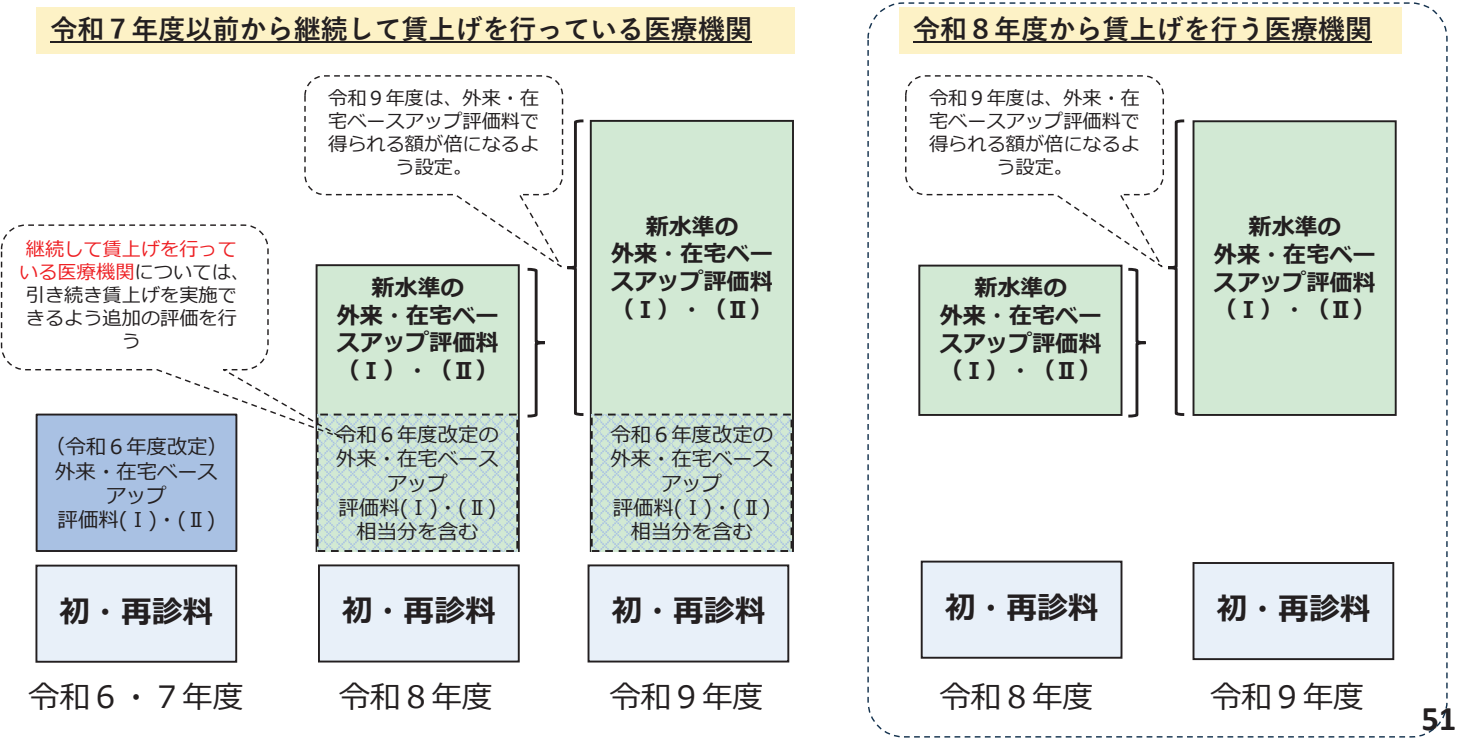 令和７年度以前から継続して賃上げを行っている医療機関
令和９年度は、外来・在
宅ベースアップ評価料で
得られる額が倍になるよ
う設定。
継続して賃上げを行って
いる医療機関については、
引き続き賃上げを実施で
きるよう追加の評価を行
う
（令和６年度改定）
外来・在宅ベース
アップ
評価料(Ⅰ)・(Ⅱ)
初・再診料
令和６・７年度
新水準の
外来・在宅ベー
スアップ評価料
（Ⅰ）・（Ⅱ）
令和６年度改定の
外来・在宅ベース
アップ
評価料(Ⅰ)・(Ⅱ)
相当分を含む
初・再診料
令和８年度
新水準の
外来・在宅ベー
スアップ評価料
（Ⅰ）・（Ⅱ）
令和６年度改定の
外来・在宅ベース
アップ
評価料(Ⅰ)・(Ⅱ)
相当分を含む
初・再診料
令和９年度
令和８年度から賃上げを行う医療機関
令和９年度は、外来・在
宅ベースアップ評価料で
得られる額が倍になるよ
う設定。
新水準の
外来・在宅ベー
スアップ評価料
（Ⅰ）・（Ⅱ）
初・再診料
令和８年度
新水準の
外来・在宅ベー
スアップ評価料
（Ⅰ）・（Ⅱ）
初・再診料
令和９年度
51